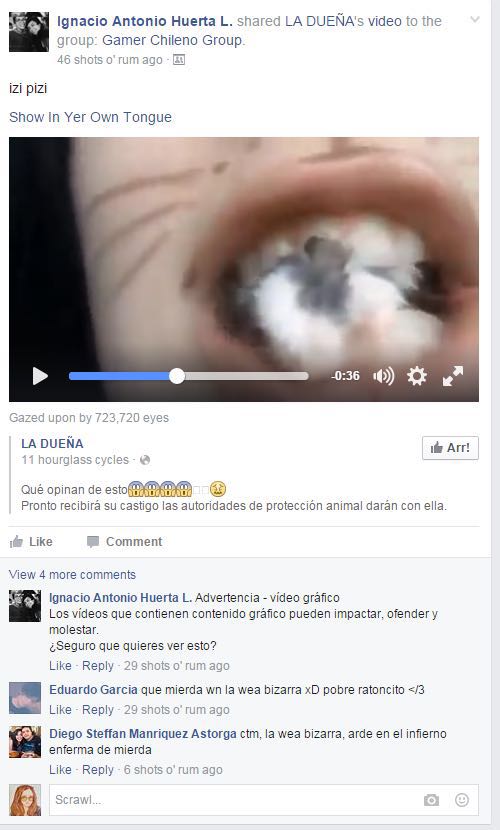 Ignacio Antonio Huerta L. shared LA DUEÑA's video to the
group: Gamer Chileno Group.
46 shots o' rum ago ·
izi pizi
Show In Yer Own Tongue
-0:36
Gazed upon by 723,720 eyes
LA DUEÑA
11 hourglass cycles ·
Arr!
Qué opinan de esto😱😱😱😱□□😖
Pronto recibirá su castigo las autoridades de protección animal darán con ella.
Like Comment
View 4 more comments
Ignacio Antonio Huerta L. Advertencia - vídeo gráfico
Los vídeos que contienen contenido gráfico pueden impactar, ofender y
molestar.
¿Seguro que quieres ver esto?
Like · Reply · 29 shots o' rum ago
Eduardo Garcia que mierda wn la wea bizarra xD pobre ratoncito </3
Like · Reply · 29 shots o' rum ago
Diego Steffan Manriquez Astorga ctm, la wea bizarra, arde en el infierno
enferma de mierda
Like · Reply · 6 shots o' rum ago
Scrawl...